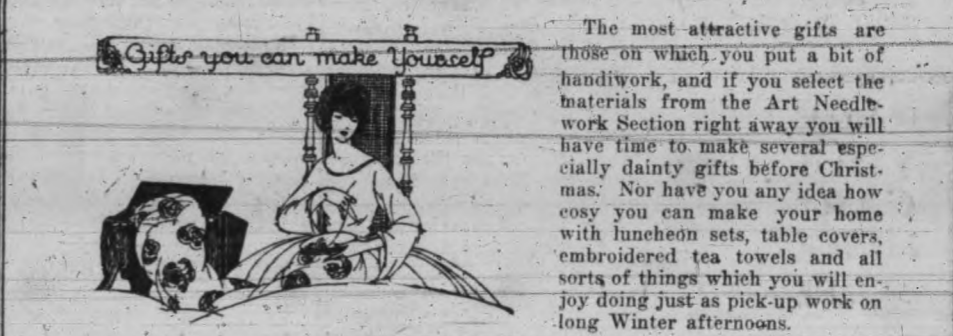 Gifts you can make Yourself
The most attractive gifts are
those on which you put a bit of
handiwork, and if you select the
materials from the Art Needle-
work Section right away you will
have time to make several espe-
cially dainty gifts before Christ-
mas. Nor have you any idea how
cosy you can make your home
with luncheon sets, table covers,
embroidered tea towels and all
sorts of things which you will en-
joy doing just as pick-up work on
long Winter afternoons.